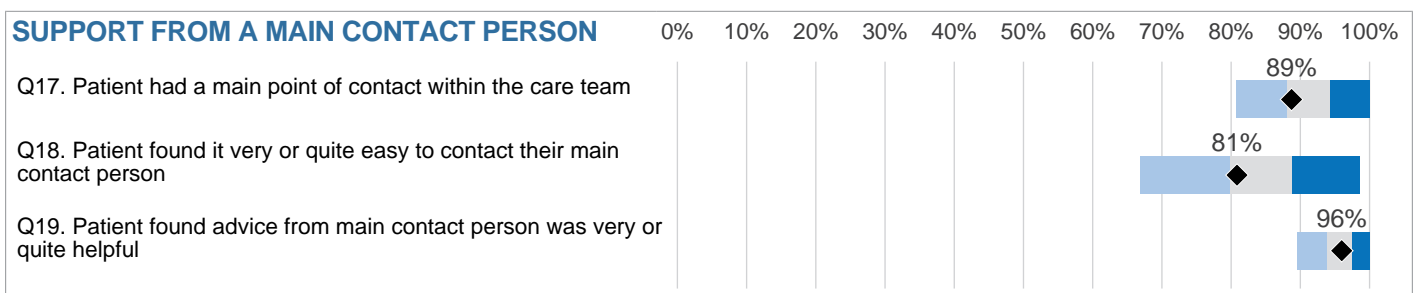 SUPPORT FROM A MAIN CONTACT PERSON 0% 10% 20% 30% 40% 50% 60% 70% 80% 90% 100%
89%
Q17. Patient had a main point of contact within the care team
81%
Q18. Patient found it very or quite easy to contact their main
contact person
96%
Q19. Patient found advice from main contact person was very or
quite helpful